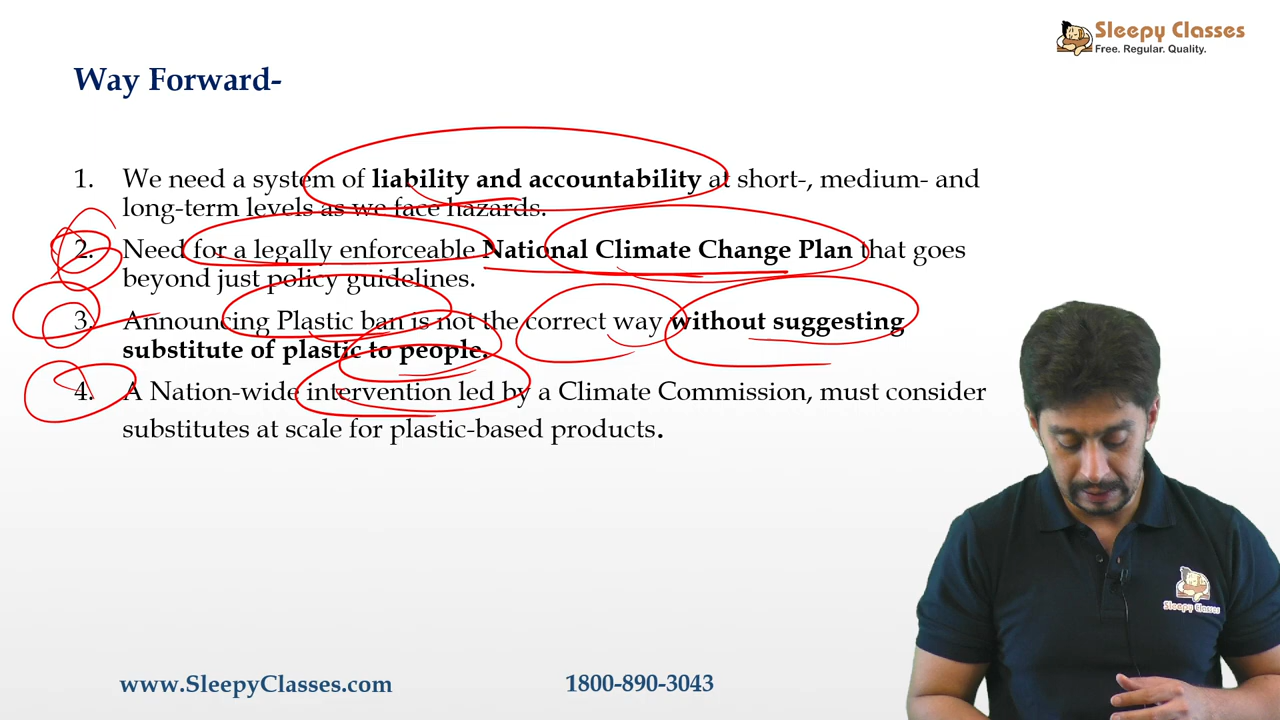 Sleepy Classes
Free. Regular. Quality.
Way Forward-
1. We need a system of liability and accountability at short-, medium- and
long-term levels as we face hazards.
2. Need for a legally enforceable National Climate Change Plan that goes
beyond just policy guidelines.
3. Announcing Plastic ban is not the correct way without suggesting
substitute of plastic to people.
4. A Nation-wide intervention led by a Climate Commission, must consider
substitutes at scale for plastic-based products.
Sleepy Classes
www.SleepyClasses.com
1800-890-3043